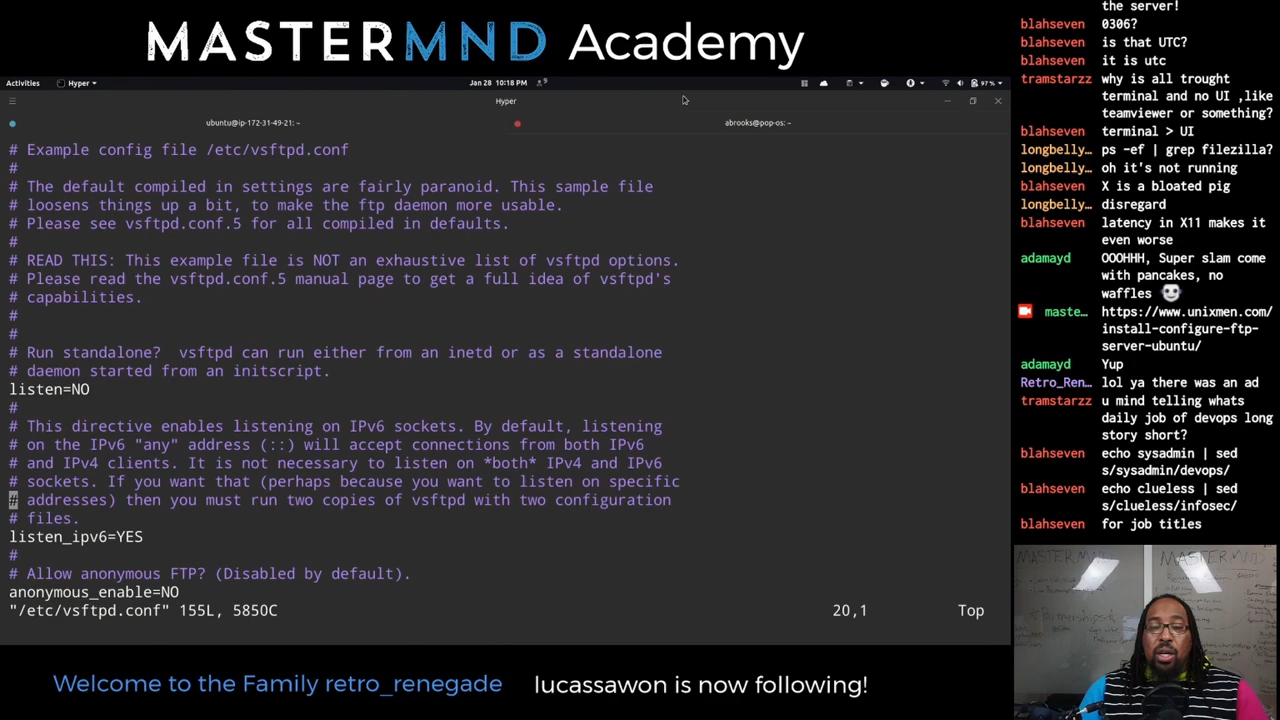 MASTERMND Academy
Activities
Hyper
Jan 28 10:18 PM
97 %
Hyper
ubuntu@ip-172-31-49-21: ~
abrooks@pop-os: ~
# Example config file /etc/vsftpd.conf
#
# The default compiled in settings are fairly paranoid. This sample file
# loosens things up a bit, to make the ftp daemon more usable.
# Please see vsftpd.conf.5 for all compiled in defaults.
#
# READ THIS: This example file is NOT an exhaustive list of vsftpd options.
# Please read the vsftpd.conf.5 manual page to get a full idea of vsftpd's
# capabilities.
#
#
# Run standalone?  vsftpd can run either from an inetd or as a standalone
# daemon started from an initscript.
listen=NO
#
# This directive enables listening on IPv6 sockets. By default, listening
# on the IPv6 "any" address (::) will accept connections from both IPv6
# and IPv4 clients. It is not necessary to listen on *both* IPv4 and IPv6
# sockets. If you want that (perhaps because you want to listen on specific
# addresses) then you must run two copies of vsftpd with two configuration
# files.
listen_ipv6=YES
#
# Allow anonymous FTP? (Disabled by default).
anonymous_enable=NO
"/etc/vsftpd.conf" 155L, 5850C
20,1
Top
the server!
blahseven 0306?
blahseven is that UTC?
blahseven it is utc
tramstarzz why is all trought
terminal and no UI ,like
teamviewer or something?
blahseven terminal > UI
longbelly... ps -ef | grep filezilla?
longbelly... oh it's not running
blahseven X is a bloated pig
longbelly... disregard
blahseven latency in X11 makes it
even worse
adamayd OOOHHH, Super slam come
with pancakes, no
waffles
maste... https://www.unixmen.com/
install-configure-ftp-
server-ubuntu/
adamayd Yup
Retro_Ren... lol ya there was an ad
tramstarzz u mind telling whats
daily job of devops long
story short?
blahseven echo sysadmin | sed
s/sysadmin/devops/
blahseven echo clueless | sed
s/clueless/infosec/
blahseven for job titles
MASTERMND
MASTERMND
Welcome to the Family retro_renegade
lucassawon is now following!